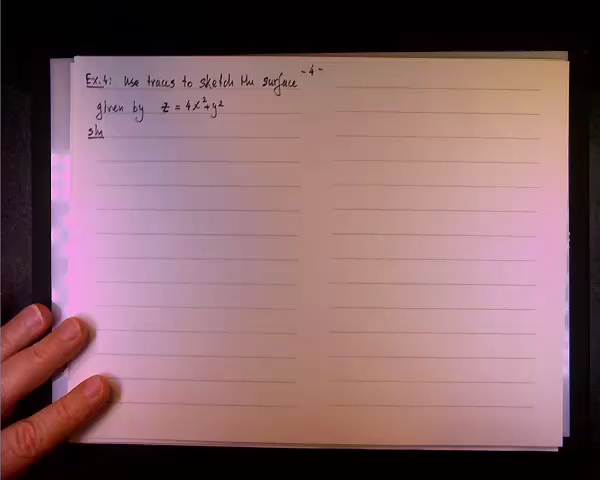 -4-
Ex.4: Use traces to sketch the surface
given by z = 4x²+y²
sln